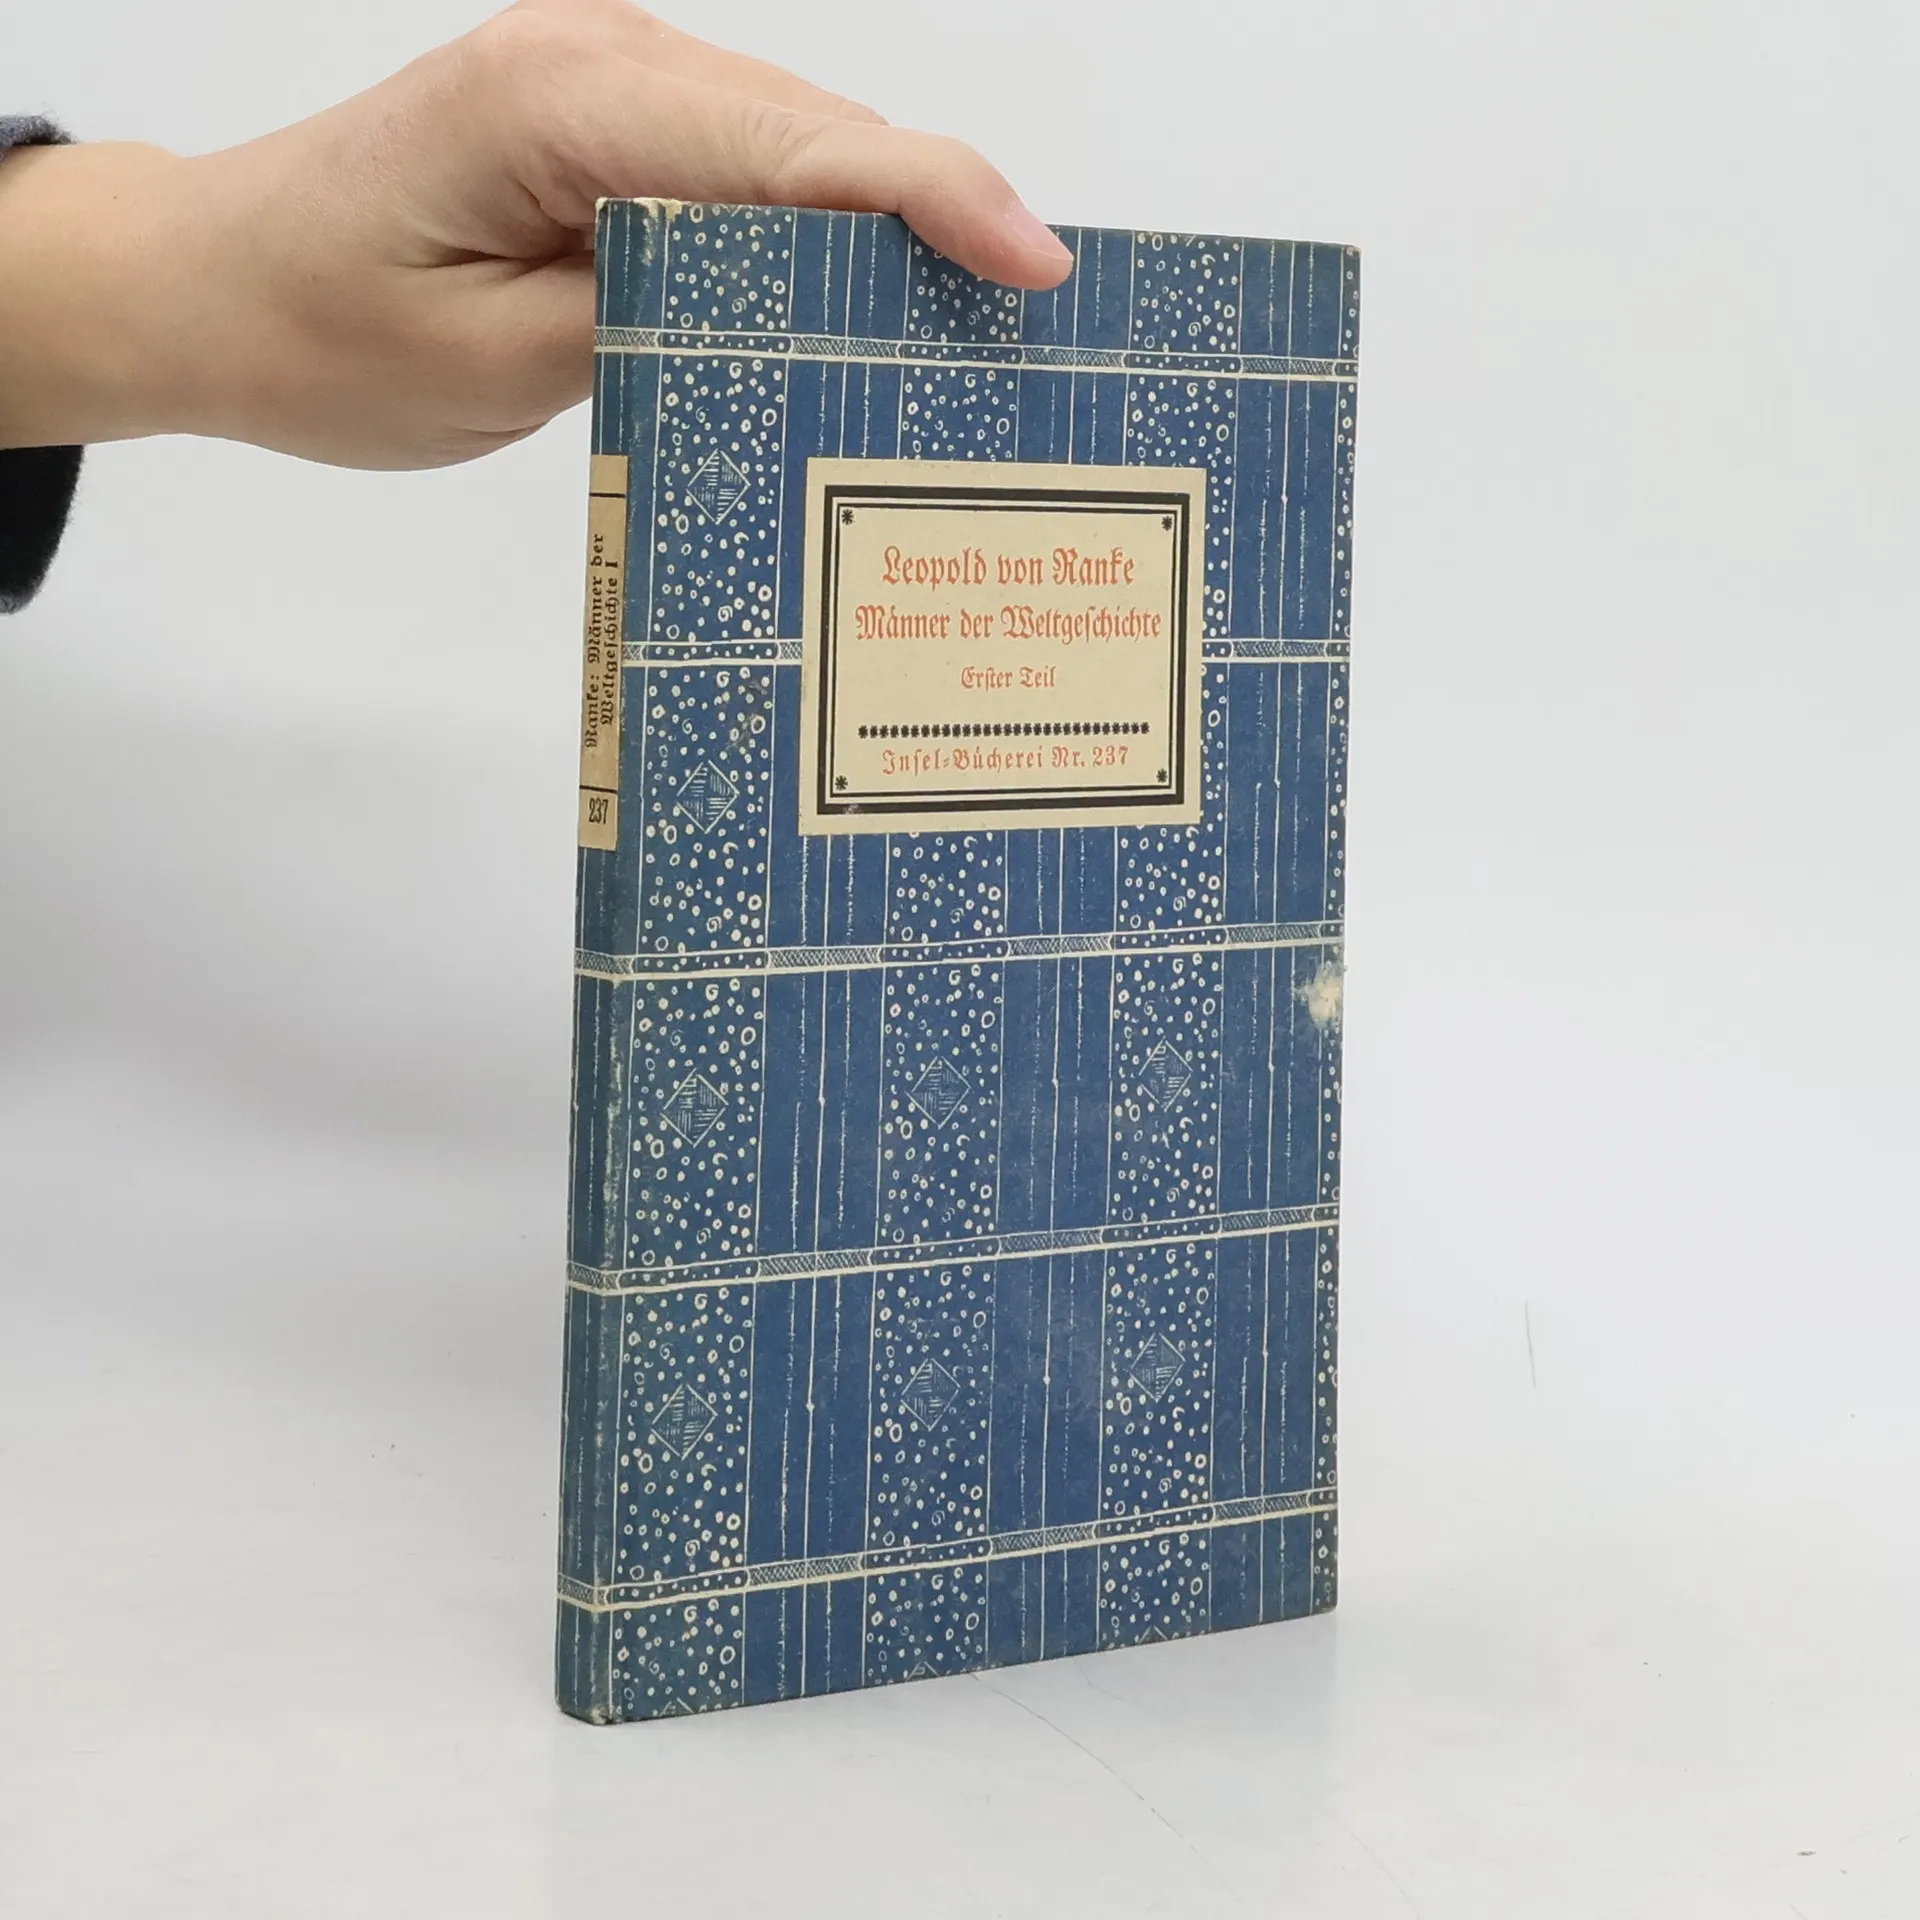 Leopold von Ranke
Männer der Weltgeschichte
Erster Teil
Insel-Bücherei Nr. 237
Ranke: Männer der
Weltgeschichte I
237